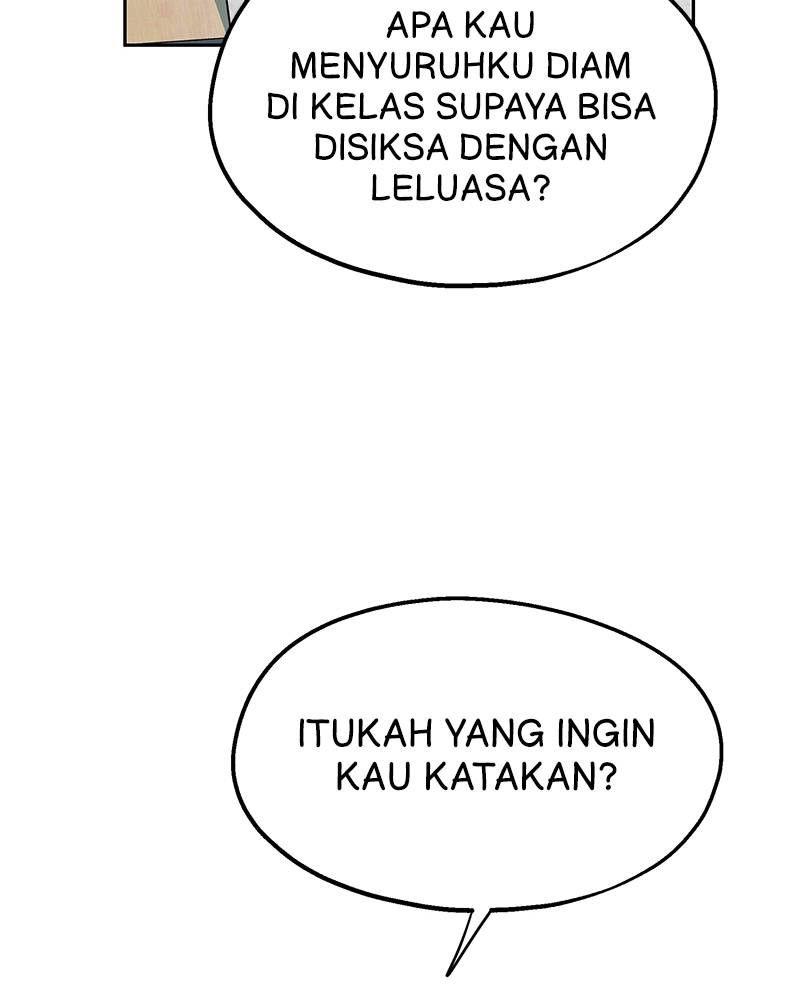 APA KAU
MENYURUHKU DIAM
DI KELAS SUPAYA BISA
DISIKSA DENGAN
LELUASA?
ITUKAH YANG INGIN
KAU KATAKAN?